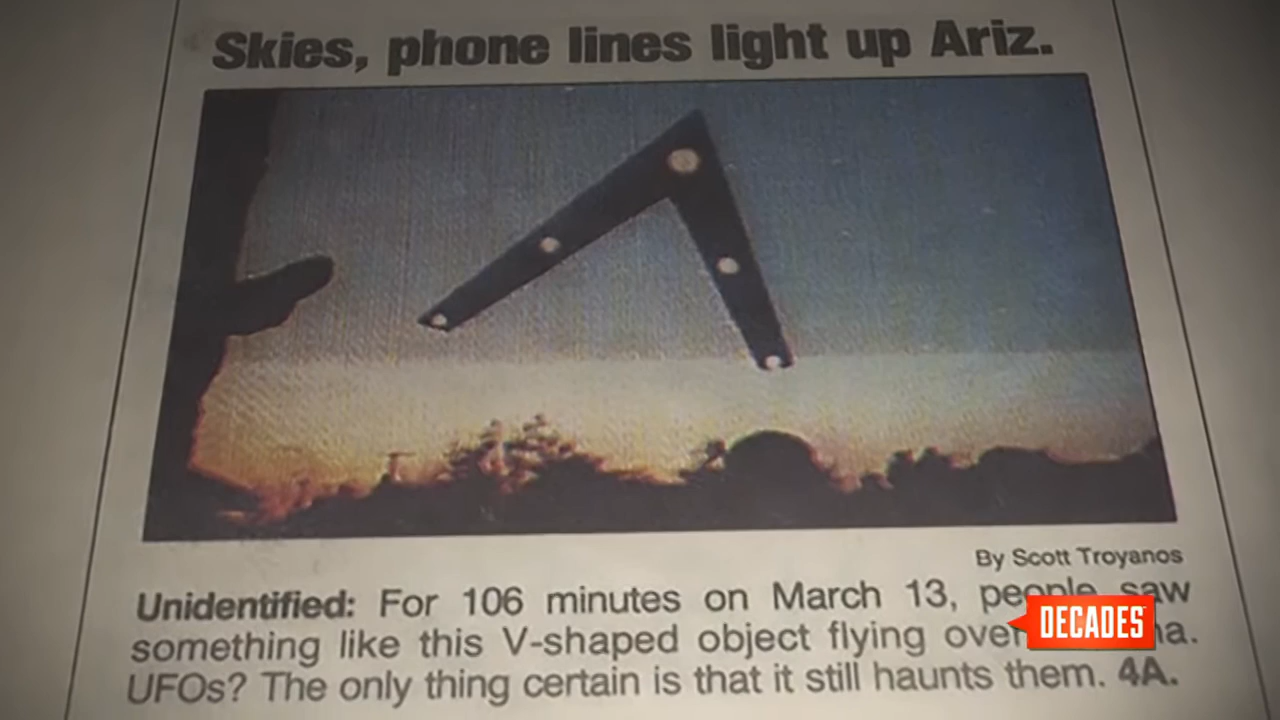 Skies, phone lines light up Ariz.
By Scott Troyanos
Unidentified: For 106 minutes on March 13, people saw
something like this V-shaped object flying over na.
UFOs? The only thing certain is that it still haunts them. 4A.
DECADES